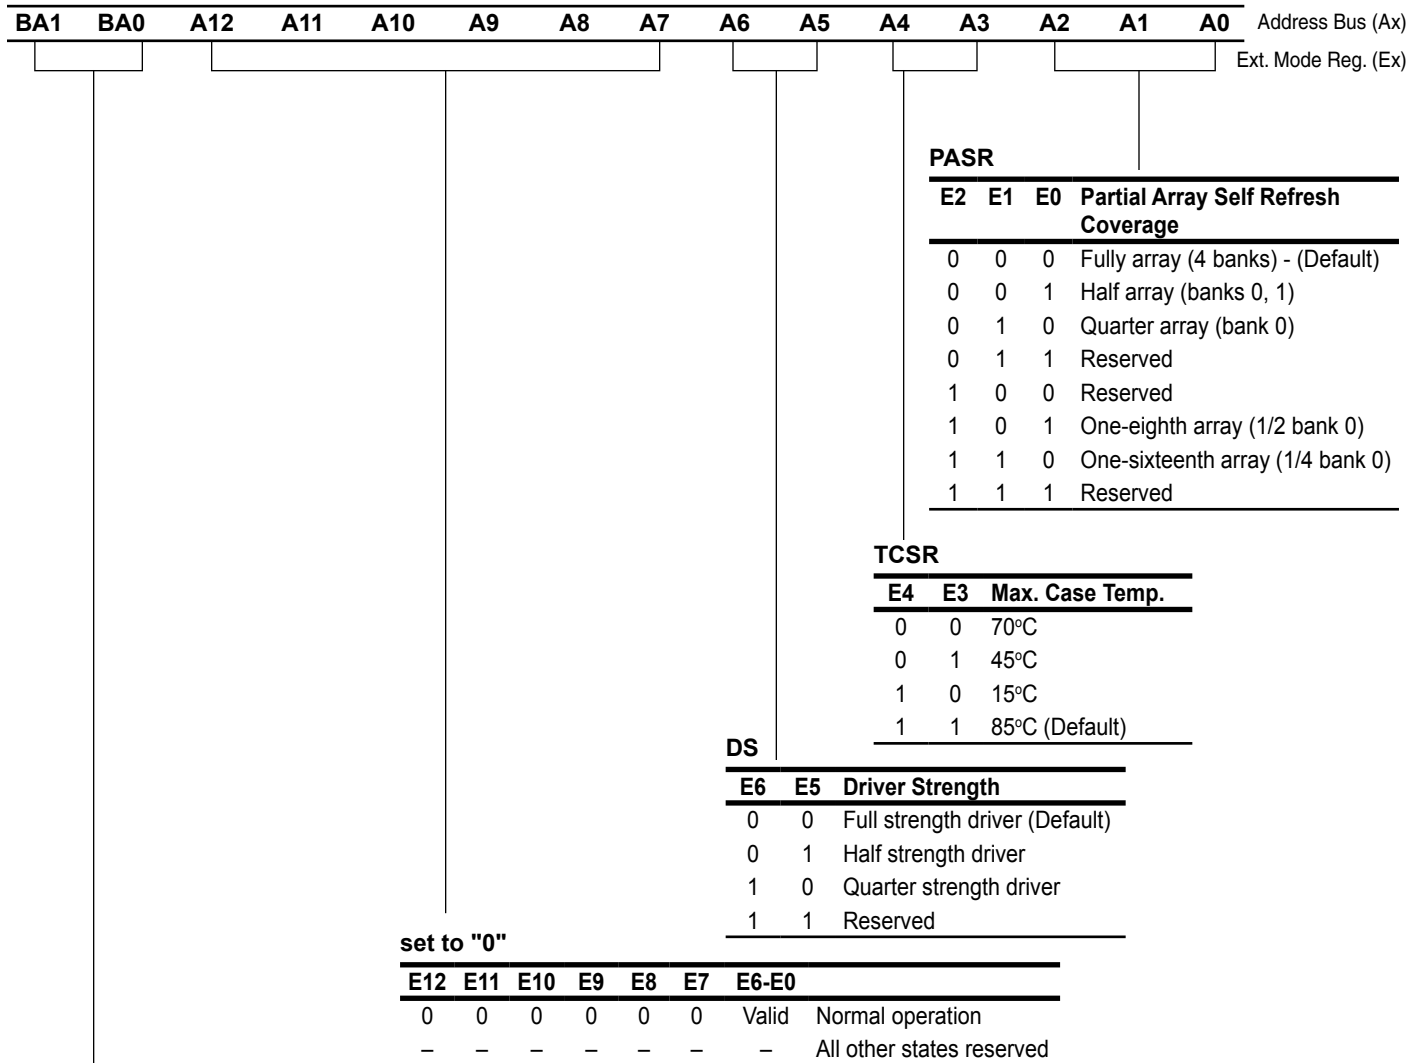 BA1 BA0 A12 A11 A10 A9 A8 A7 A6 A5 A4 A3 A2 A1 A0 Address Bus (Ax)
Ext. Mode Reg. (Ex)
PASR
E2 E1 E0 Partial Array Self Refresh
Coverage
0 0 0 Fully array (4 banks) - (Default)
0 0 1 Half array (banks 0, 1)
0 1 0 Quarter array (bank 0)
0 1 1 Reserved
1 0 0 Reserved
1 0 1 One-eighth array (1/2 bank 0)
1 1 0 One-sixteenth array (1/4 bank 0)
1 1 1 Reserved
TCSR
E4 E3 Max. Case Temp.
0 0 70°C
0 1 45°C
1 0 15°C
1 1 85°C (Default)
DS
E6 E5 Driver Strength
0 0 Full strength driver (Default)
0 1 Half strength driver
1 0 Quarter strength driver
1 1 Reserved
set to "0"
E12 E11 E10 E9 E8 E7 E6-E0
0 0 0 0 0 0 Valid Normal operation
– – – – – – – All other states reserved